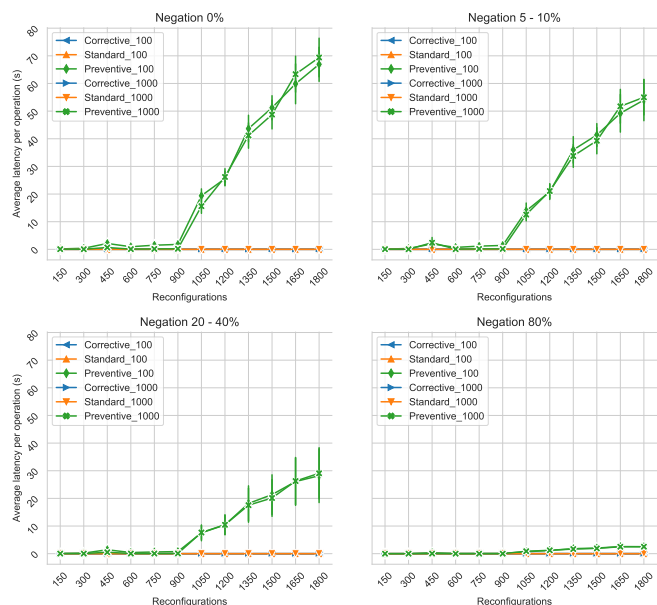 Negation 0%
80
70
60
50
40
30
20
10
0
Average latency per operation (s)
Corrective_100
Standard_100
Preventive_100
Corrective_1000
Standard_1000
Preventive_1000
150 300 450 600 750 900 1050 1200 1350 1500 1650 1800
Reconfigurations
Negation 5 - 10%
Corrective_100
Standard_100
Preventive_100
Corrective_1000
Standard_1000
Preventive_1000
150 300 450 600 750 900 1050 1200 1350 1500 1650 1800
Reconfigurations
Negation 20 - 40%
80
70
60
50
40
30
20
10
0
Average latency per operation (s)
Corrective_100
Standard_100
Preventive_100
Corrective_1000
Standard_1000
Preventive_1000
150 300 450 600 750 900 1050 1200 1350 1500 1650 1800
Reconfigurations
Negation 80%
Corrective_100
Standard_100
Preventive_100
Corrective_1000
Standard_1000
Preventive_1000
150 300 450 600 750 900 1050 1200 1350 1500 1650 1800
Reconfigurations